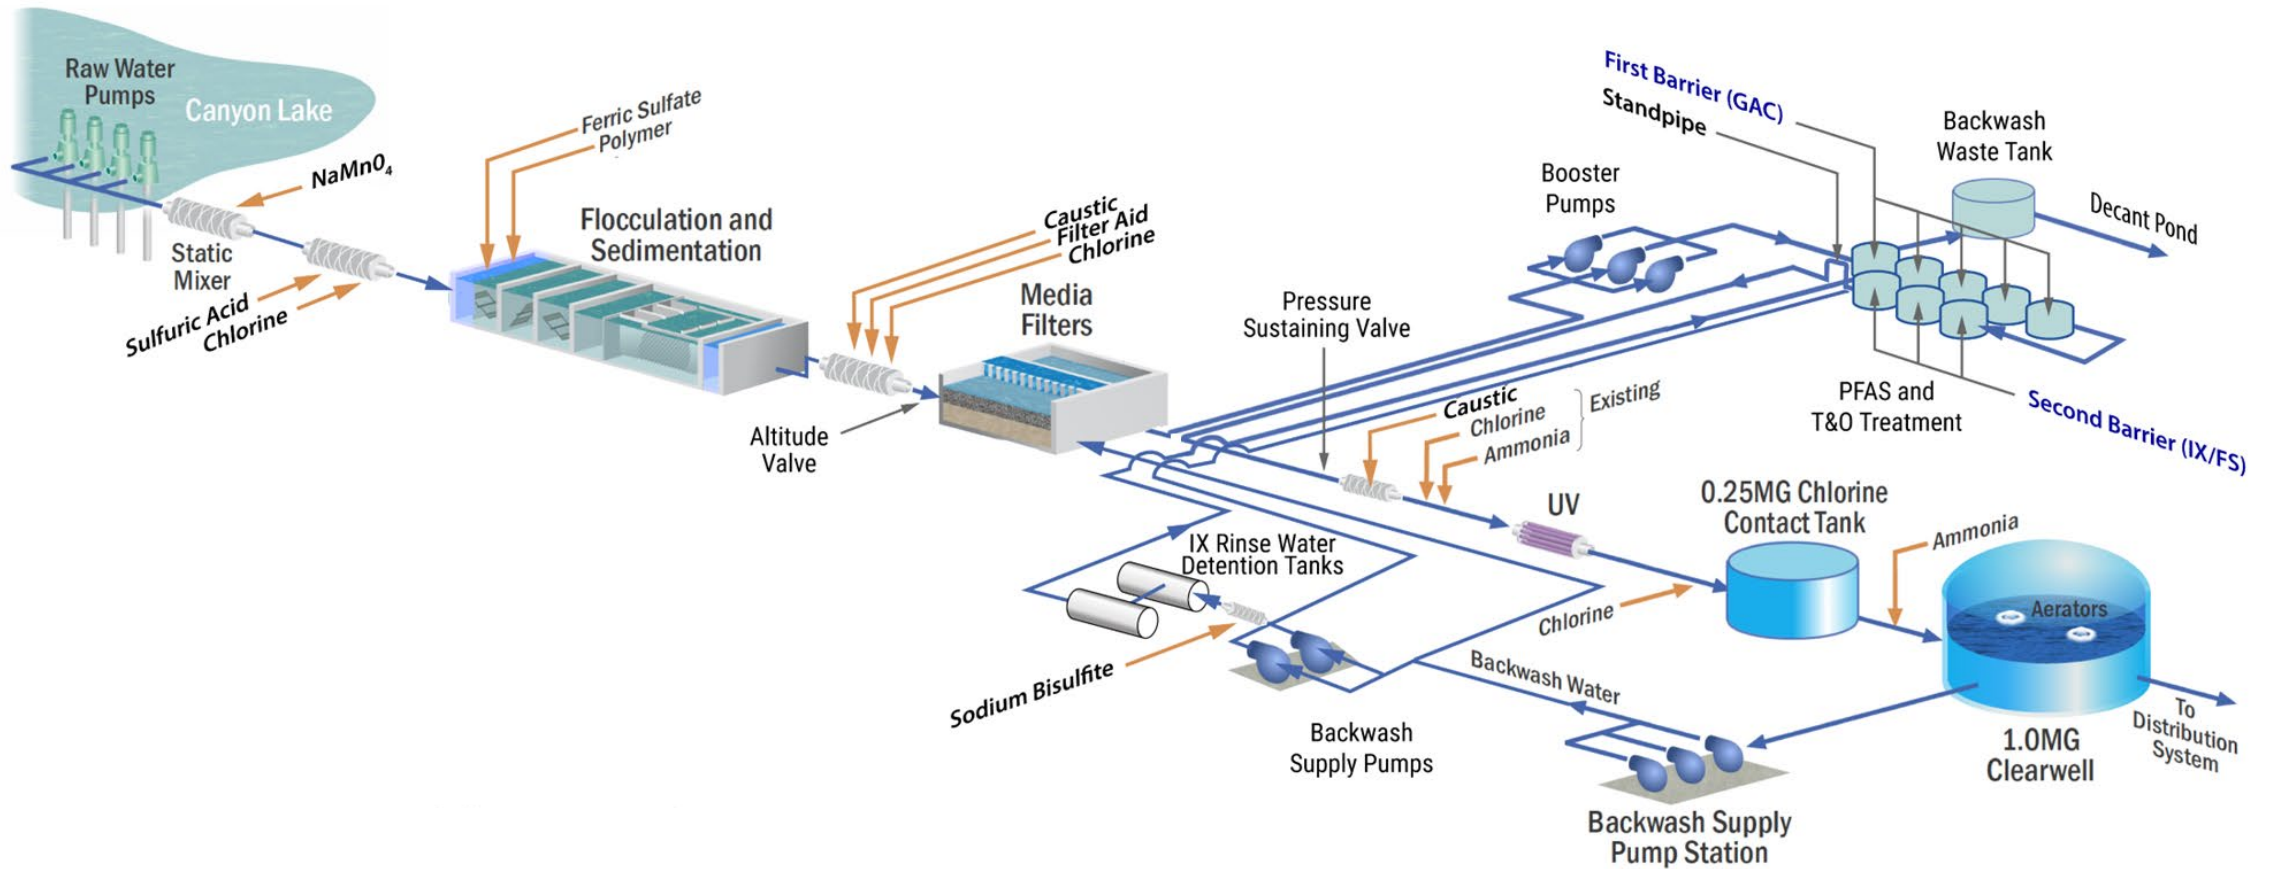 Raw Water
Pumps
Canyon Lake
NaMnO4
Static
Mixer
Sulfuric Acid
Chlorine
Ferric Sulfate
Polymer
Flocculation and
Sedimentation
Caustic
Filter Aid
Chlorine
Media
Filters
Altitude
Valve
Pressure
Sustaining Valve
Booster
Pumps
First Barrier (GAC)
Standpipe
Backwash
Waste Tank
Decant Pond
PFAS and
T&O Treatment
Second Barrier (IX/FS)
Caustic
Chlorine
Ammonia
Existing
UV
0.25MG Chlorine
Contact Tank
Ammonia
Chlorine
Aerators
IX Rinse Water
Detention Tanks
Sodium Bisulfite
Backwash
Supply Pumps
Backwash Water
Backwash Supply
Pump Station
1.0MG
Clearwell
To
Distribution
System